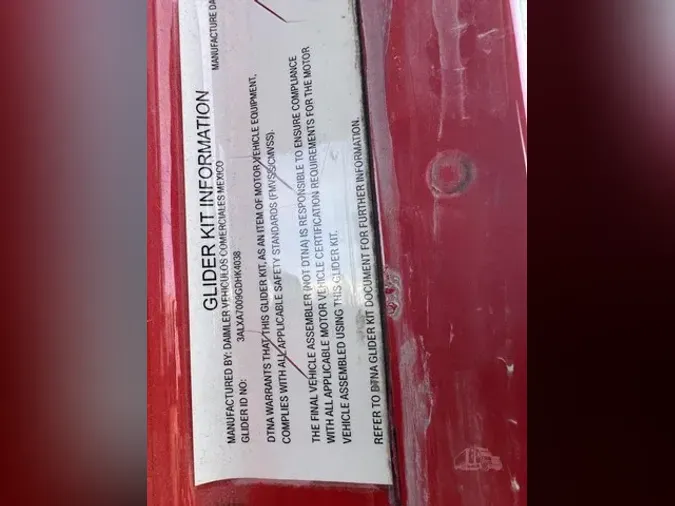 GLIDER KIT INFORMATION
MANUFACTURED BY: DAIMLER VEHICULOS COMERCIALES MEXICO
MANUFACTURE DA
GLIDER ID NO: 3ALXA7009GDHK4038
DTNA WARRANTS THAT THIS GLIDER KIT, AS AN ITEM OF MOTOR VEHICLE EQUIPMENT,
COMPLIES WITH ALL APPLICABLE SAFETY STANDARDS (FMVSS/CMVSS).
THE FINAL VEHICLE ASSEMBLER (NOT DTNA) IS RESPONSIBLE TO ENSURE COMPLIANCE
WITH ALL APPLICABLE MOTOR VEHICLE CERTIFICATION REQUIREMENTS FOR THE MOTOR
VEHICLE ASSEMBLED USING THIS GLIDER KIT.
REFER TO DTNA GLIDER KIT DOCUMENT FOR FURTHER INFORMATION.